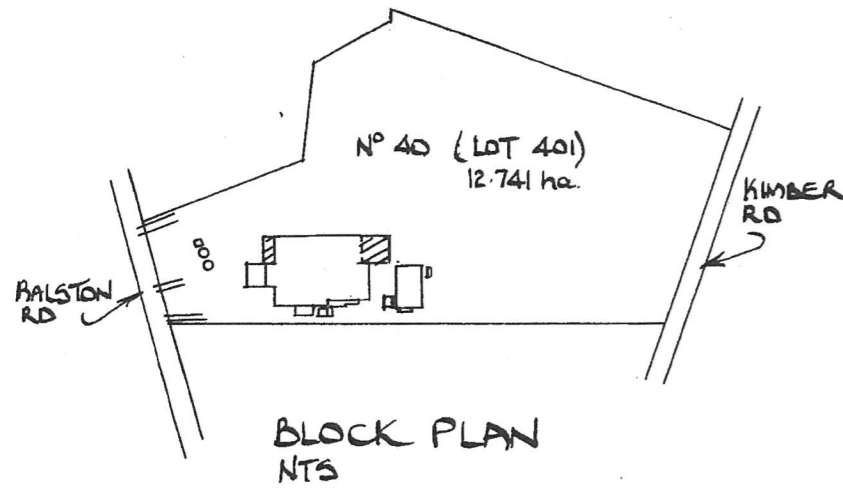 Nº 40 (LOT 401)
12.741 ha.
KIMBER
RD
RALSTON
RD
BLOCK PLAN
NTS